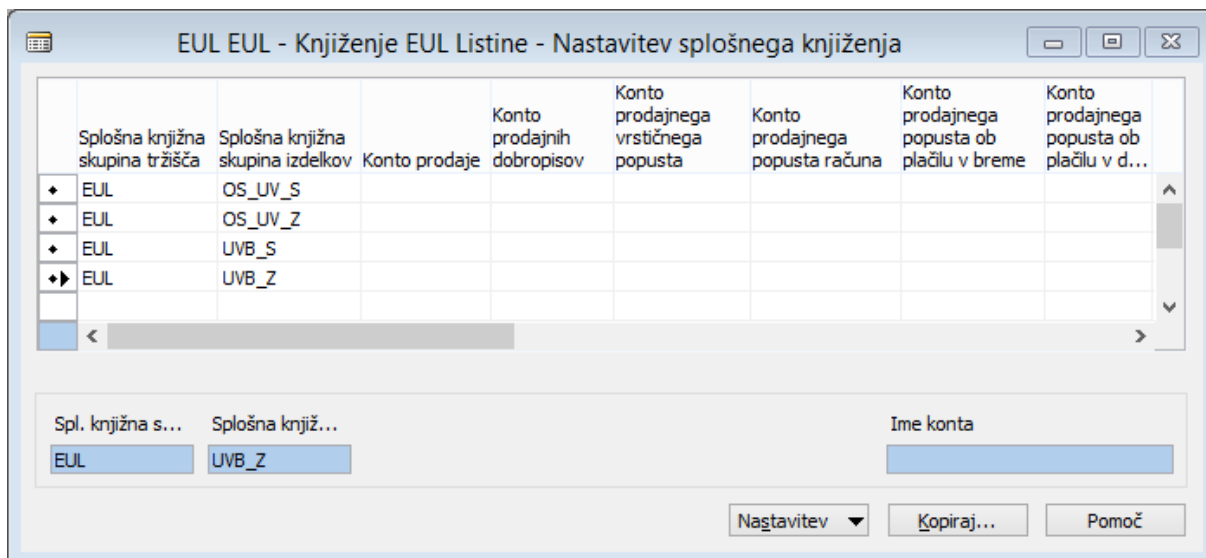 EUL EUL - Knjiženje EUL Listine - Nastavitev splošnega knjiženja
Splošna knjižna skupina tržišča
Splošna knjižna skupina izdelkov
Konto prodaje
Konto prodajnih dobropisov
Konto prodajnega vrstičnega popusta
Konto prodajnega popusta računa
Konto prodajnega popusta ob plačilu v breme
Konto prodajnega popusta ob plačilu v d...
EUL OS_UV_S
EUL OS_UV_Z
EUL UVB_S
EUL UVB_Z
Spl. knjižna s... Splošna knjiž... Ime konta
EUL UVB_Z
Nastavitev Kopiraj... Pomoč